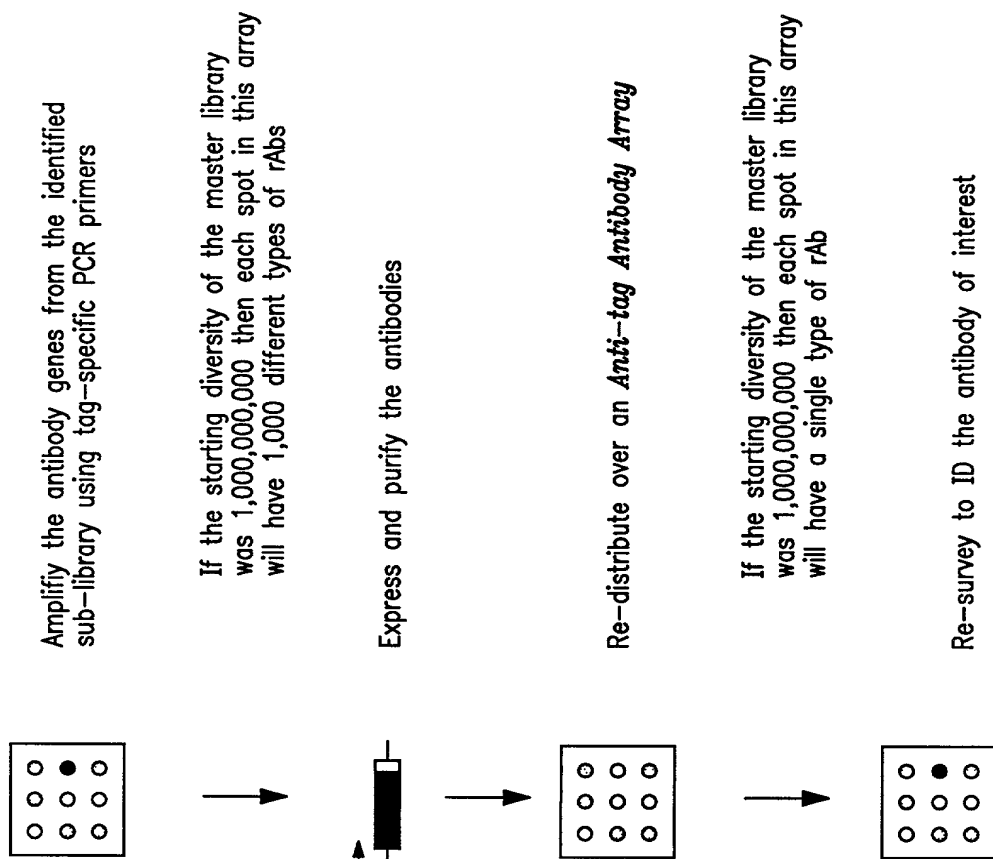 Amplifiy the antibody genes from the identified
sub-library using tag-specific PCR primers
If the starting diversity of the master library
was 1,000,000,000 then each spot in this array
will have 1,000 different types of rAbs
Express and purify the antibodies
Re-distribute over an Anti-tag Antibody Array
If the starting diversity of the master library
was 1,000,000,000 then each spot in this array
will have a single type of rAb
Re-survey to ID the antibody of interest